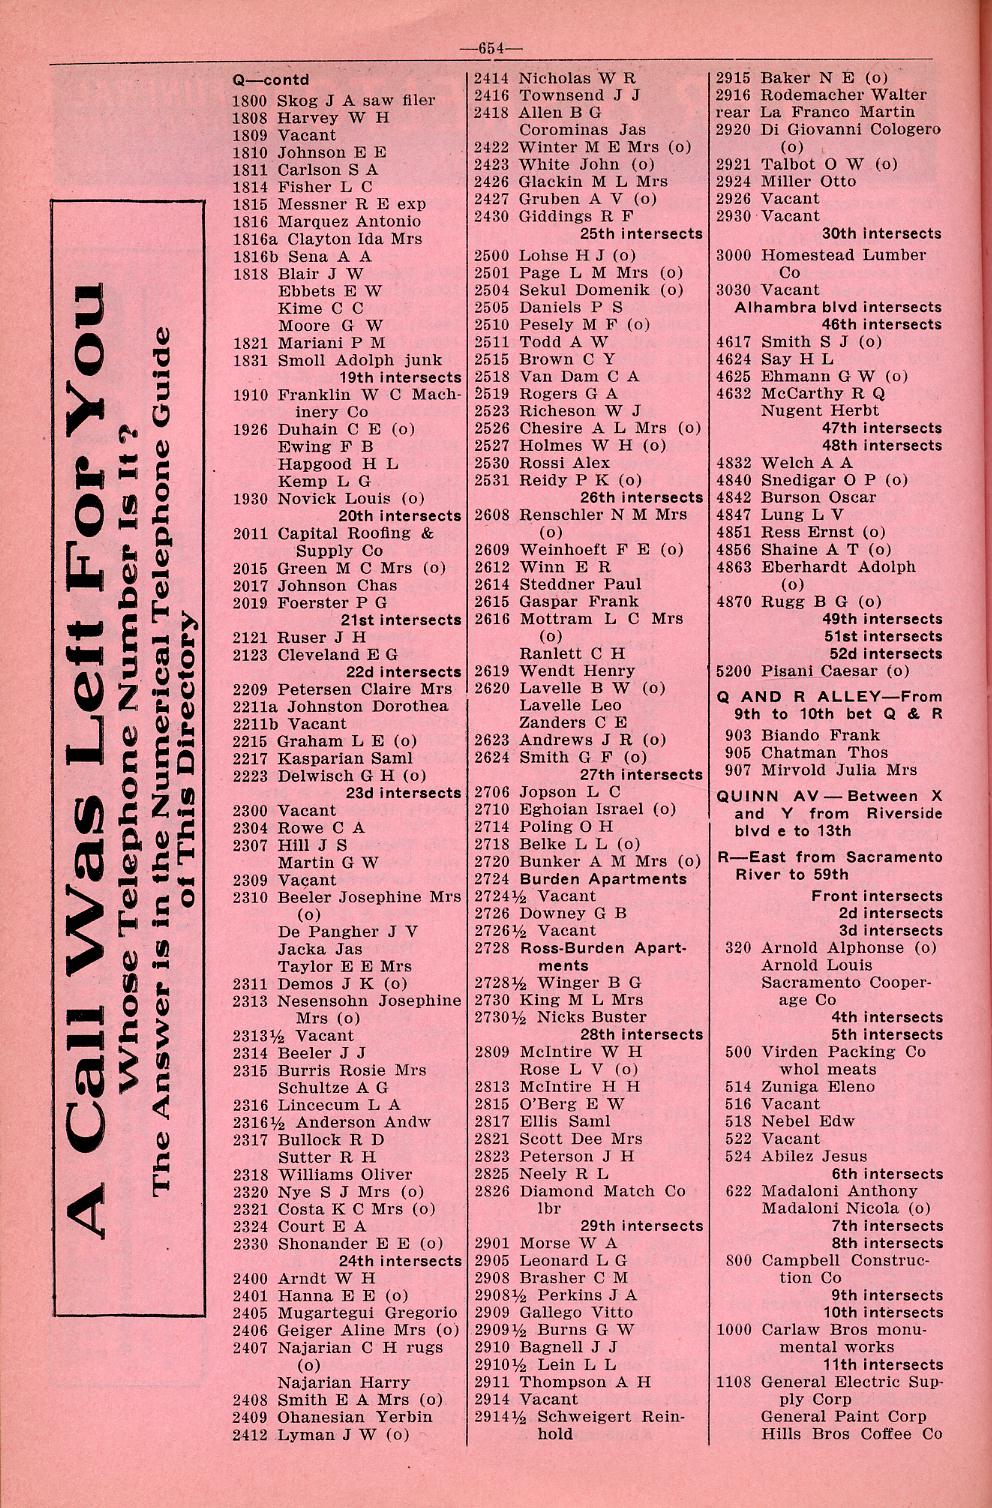 —654—
A Call Was Left For You
Whose Telephone Number Is It?
The Answer is in the Numerical Telephone Guide
of This Directory
Q—contd
1800 Skog J A saw filer
1808 Harvey W H
1809 Vacant
1810 Johnson E E
1811 Carlson S A
1814 Fisher L C
1815 Messner R E exp
1816 Marquez Antonio
1816a Clayton Ida Mrs
1816b Sena A A
1818 Blair J W
Ebbets E W
Kime C C
Moore G W
1821 Mariani P M
1831 Smoll Adolph junk
19th intersects
1910 Franklin W C Mach-
inery Co
1926 Duhain C E (o)
Ewing F B
Hapgood H L
Kemp L G
1930 Novick Louis (o)
20th intersects
2011 Capital Roofing &
Supply Co
2015 Green M C Mrs (o)
2017 Johnson Chas
2019 Foerster P G
21st intersects
2121 Ruser J H
2123 Cleveland E G
22d intersects
2209 Petersen Claire Mrs
2211a Johnston Dorothea
2211b Vacant
2215 Graham L E (o)
2217 Kasparian Saml
2223 Delwisch G H (o)
23d intersects
2300 Vacant
2304 Rowe C A
2307 Hill J S
Martin G W
2309 Vacant
2310 Beeler Josephine Mrs
(o)
De Pangher J V
Jacka Jas
Taylor E E Mrs
2311 Demos J K (o)
2313 Nesensohn Josephine
Mrs (o)
2313½ Vacant
2314 Beeler J J
2315 Burris Rosie Mrs
Schultze A G
2316 Lincecum L A
2316½ Anderson Andw
2317 Bullock R D
Sutter R H
2318 Williams Oliver
2320 Nye S J Mrs (o)
2321 Costa K C Mrs (o)
2324 Court E A
2330 Shonander E E (o)
24th intersects
2400 Arndt W H
2401 Hanna E E (o)
2405 Mugartegui Gregorio
2406 Geiger Aline Mrs (o)
2407 Najarian C H rugs
(o)
Najarian Harry
2408 Smith E A Mrs (o)
2409 Ohanesian Yerbin
2412 Lyman J W (o)
2414 Nicholas W R
2416 Townsend J J
2418 Allen B G
Corominas Jas
2422 Winter M E Mrs (o)
2423 White John (o)
2426 Glackin M L Mrs
2427 Gruben A V (o)
2430 Giddings R F
25th intersects
2500 Lohse H J (o)
2501 Page L M Mrs (o)
2504 Sekul Domenik (o)
2505 Daniels P S
2510 Pesely M F (o)
2511 Todd A W
2515 Brown C Y
2518 Van Dam C A
2519 Rogers G A
2523 Richeson W J
2526 Chesire A L Mrs (o)
2527 Holmes W H (o)
2530 Rossi Alex
2531 Reidy P K (o)
26th intersects
2608 Renschler N M Mrs
(o)
2609 Weinhoeft F E (o)
2612 Winn E R
2614 Steddner Paul
2615 Gaspar Frank
2616 Mottram L C Mrs
(o)
Ranlett C H
2619 Wendt Henry
2620 Lavelle B W (o)
Lavelle Leo
Zanders C E
2623 Andrews J R (o)
2624 Smith G F (o)
27th intersects
2706 Jopson L C
2710 Eghoian Israel (o)
2714 Poling O H
2718 Belke L L (o)
2720 Bunker A M Mrs (o)
2724 Burden Apartments
2724½ Vacant
2726 Downey G B
2726½ Vacant
2728 Ross-Burden Apart-
ments
2728½ Winger B G
2730 King M L Mrs
2730½ Nicks Buster
28th intersects
2809 McIntire W H
Rose L V (o)
2813 McIntire H H
2815 O'Berg E W
2817 Ellis Saml
2821 Scott Dee Mrs
2823 Peterson J H
2825 Neely R L
2826 Diamond Match Co
lbr
29th intersects
2901 Morse W A
2905 Leonard L G
2908 Brasher C M
2908½ Perkins J A
2909 Gallego Vitto
2909½ Burns G W
2910 Bagnell J J
2910½ Lein L L
2911 Thompson A H
2914 Vacant
2914½ Schweigert Rein-
hold
2915 Baker N E (o)
2916 Rodemacher Walter
rear La Franco Martin
2920 Di Giovanni Cologero
(o)
2921 Talbot O W (o)
2924 Miller Otto
2926 Vacant
2930 Vacant
30th intersects
3000 Homestead Lumber
Co
3030 Vacant
Alhambra blvd intersects
46th intersects
4617 Smith S J (o)
4624 Say H L
4625 Ehmann G W (o)
4632 McCarthy R Q
Nugent Herbt
47th intersects
48th intersects
4832 Welch A A
4840 Snedigar O P (o)
4842 Burson Oscar
4847 Lung L V
4851 Ress Ernst (o)
4856 Shaine A T (o)
4863 Eberhardt Adolph
(o)
4870 Rugg B G (o)
49th intersects
51st intersects
52d intersects
5200 Pisani Caesar (o)
Q AND R ALLEY—From
9th to 10th bet Q & R
903 Biando Frank
905 Chatman Thos
907 Mirvold Julia Mrs
QUINN AV—Between X
and Y from Riverside
blvd e to 13th
R—East from Sacramento
River to 59th
Front intersects
2d intersects
3d intersects
320 Arnold Alphonse (o)
Arnold Louis
Sacramento Cooper-
age Co
4th intersects
5th intersects
500 Virden Packing Co
whol meats
514 Zuniga Eleno
516 Vacant
518 Nebel Edw
522 Vacant
524 Abilez Jesus
6th intersects
622 Madaloni Anthony
Madaloni Nicola (o)
7th intersects
8th intersects
800 Campbell Construc-
tion Co
9th intersects
10th intersects
1000 Carlaw Bros monu-
mental works
11th intersects
1108 General Electric Sup-
ply Corp
General Paint Corp
Hills Bros Coffee Co